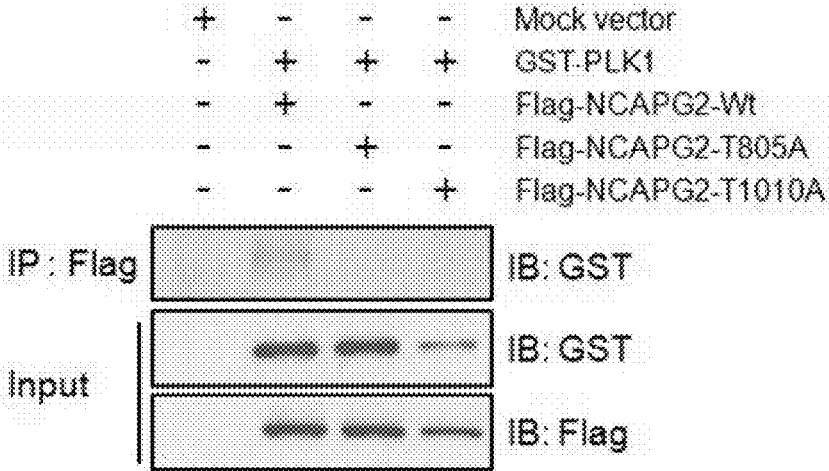 + - - - Mock vector
- + + + GST-PLK1
- + - - Flag-NCAPG2-Wt
- - + - Flag-NCAPG2-T805A
- - - + Flag-NCAPG2-T1010A
IP : Flag IB: GST
IB: GST
Input
IB: Flag